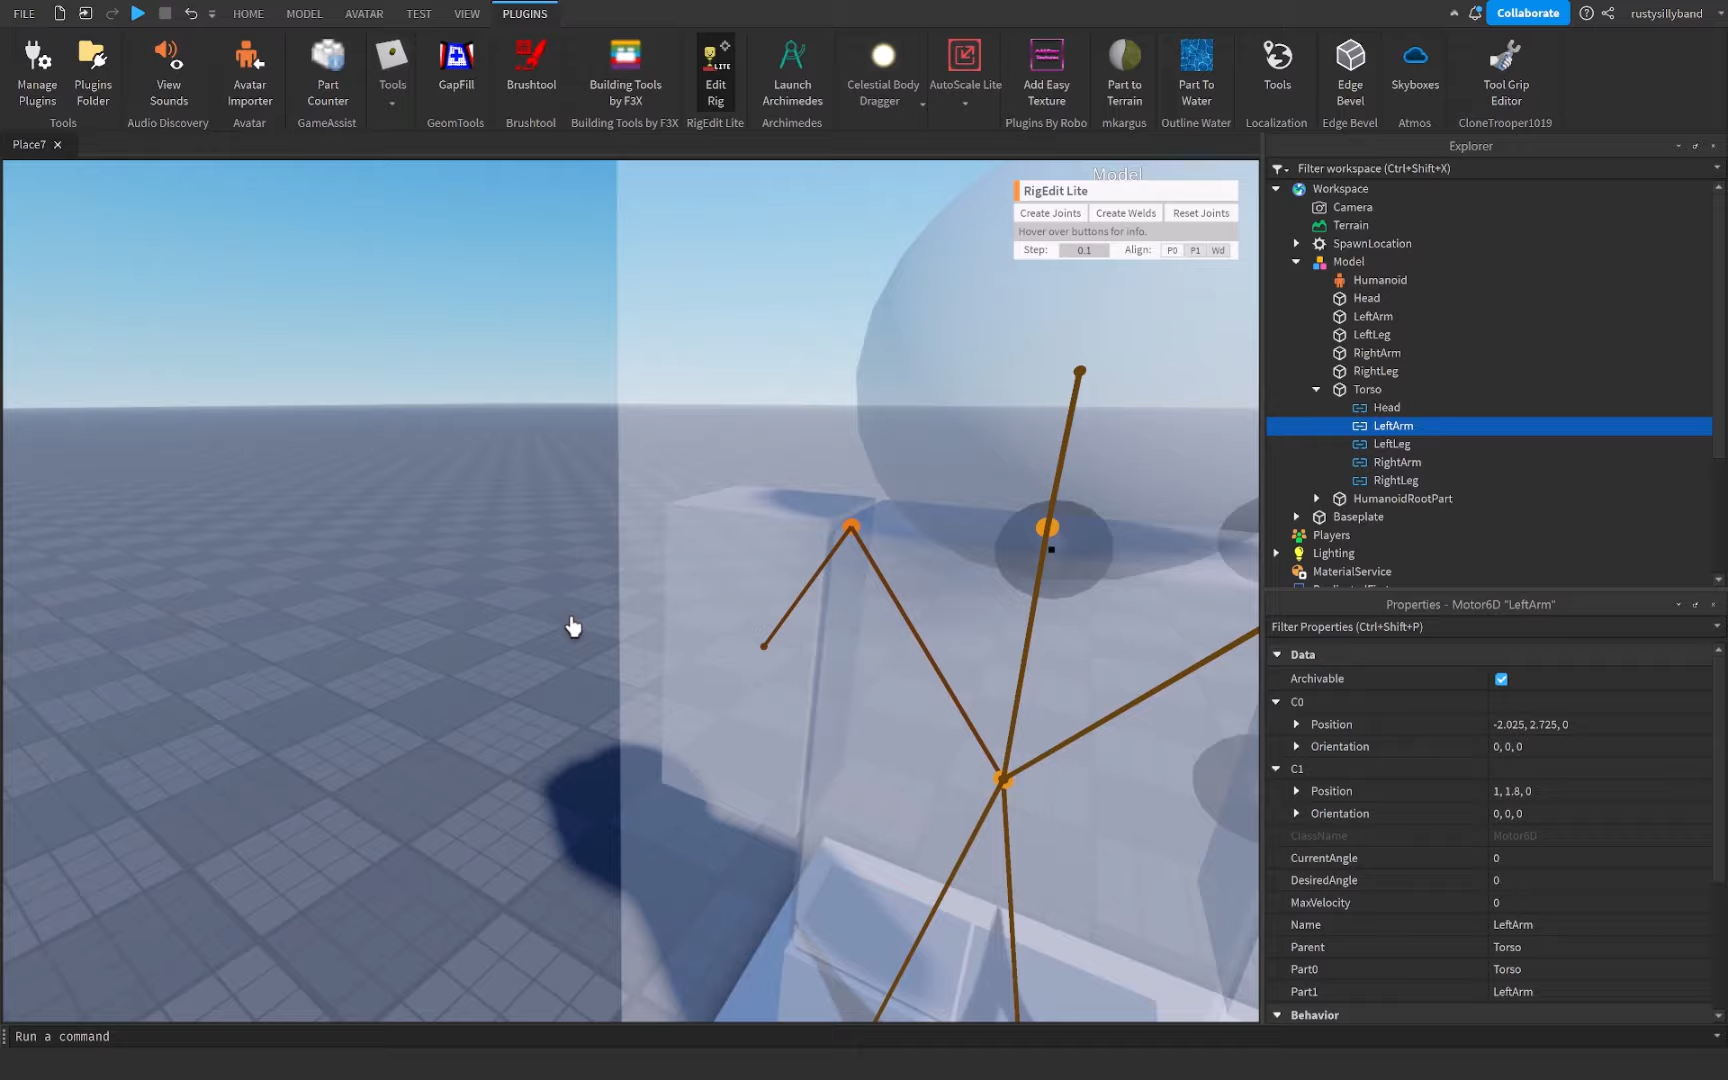 FILE HOME MODEL AVATAR TEST VIEW PLUGINS Collaborate rustysillyband
Manage Plugins
Plugins Folder
Tools
View Sounds
Audio Discovery
Avatar Importer
Avatar
Part Counter
GameAssist
Tools
GapFill
GeomTools
Brushtool
Brushtool
Building Tools by F3X
Building Tools by F3X
LITE
Edit Rig
RigEdit Lite
Launch Archimedes
Archimedes
Celestial Body Dragger
AutoScale Lite
Add Easy Texture
Plugins By Robo
Part to Terrain
mkargus
Part To Water
Outline Water
Tools
Localization
Edge Bevel
Edge Bevel
Skyboxes
Atmos
Tool Grip Editor
CloneTrooper1019
Place7
Model
RigEdit Lite
Create Joints Create Welds Reset Joints
Hover over buttons for info.
Step: 0.1 Align: P0 P1 Wd
Explorer
Filter workspace (Ctrl+Shift+X)
Workspace
Camera
Terrain
SpawnLocation
Model
Humanoid
Head
LeftArm
LeftLeg
RightArm
RightLeg
Torso
Head
LeftArm
LeftLeg
RightArm
RightLeg
HumanoidRootPart
Baseplate
Players
Lighting
MaterialService
Properties - Motor6D "LeftArm"
Filter Properties (Ctrl+Shift+P)
Data
Archivable
C0
Position -2.025, 2.725, 0
Orientation 0, 0, 0
C1
Position 1, 1.8, 0
Orientation 0, 0, 0
ClassName Motor6D
CurrentAngle 0
DesiredAngle 0
MaxVelocity 0
Name LeftArm
Parent Torso
Part0 Torso
Part1 LeftArm
Behavior
Run a command